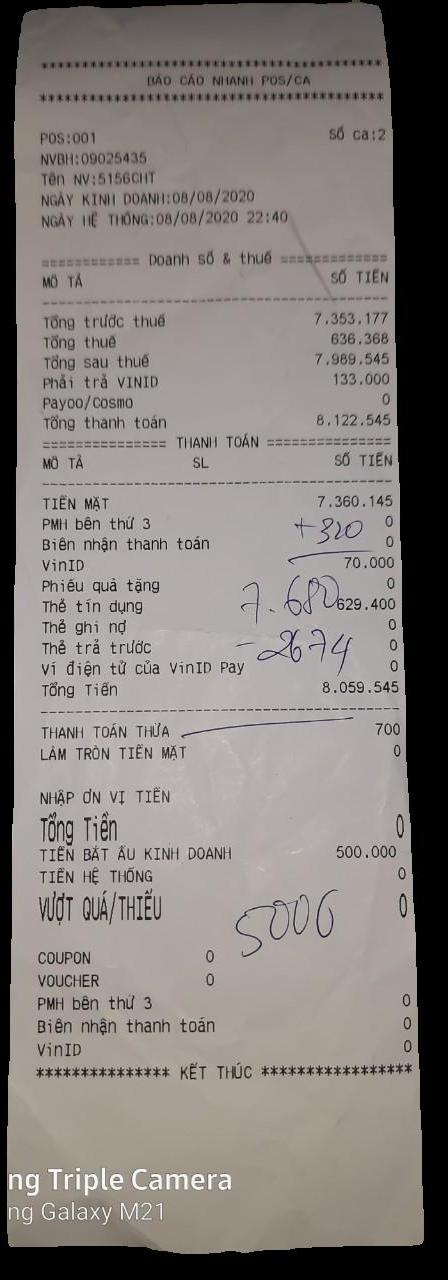 **********************************************
BÁO CÁO NHANH POS/CA
**********************************************
POS:001 Số ca:2
NVBH:09025435
Tên NV:5156CHT
NGÀY KINH DOANH:08/08/2020
NGÀY HỆ THỐNG:08/08/2020 22:40
============ Doanh số & thuế =============
MÔ TẢ SỐ TIỀN
Tổng trước thuế 7.353.177
Tổng thuế 636.368
Tổng sau thuế 7.989.545
Phải trả VINID 133.000
Payoo/Cosmo 0
Tổng thanh toán 8.122.545
=============== THANH TOÁN ===============
MÔ TẢ SL SỐ TIỀN
TIỀN MẶT 7.360.145
PMH bên thứ 3 +320 0
Biên nhận thanh toán 0
VinID 70.000
Phiếu quà tặng 0
Thẻ tín dụng 7.680 629.400
Thẻ ghi nợ 0
Thẻ trả trước -2674 0
Ví điện tử của VinID Pay 0
Tổng Tiền 8.059.545
THANH TOÁN THỪA 700
LÀM TRÒN TIỀN MẶT 0
NHẬP ƠN VỊ TIỀN
Tổng Tiền 0
TIỀN BẮT ẦU KINH DOANH 500.000
TIỀN HỆ THỐNG 0
VƯỢT QUÁ/THIẾU 0
5006
COUPON 0
VOUCHER 0
PMH bên thứ 3 0
Biên nhận thanh toán 0
VinID 0
*************** KẾT THÚC *****************
ng Triple Camera
ng Galaxy M21